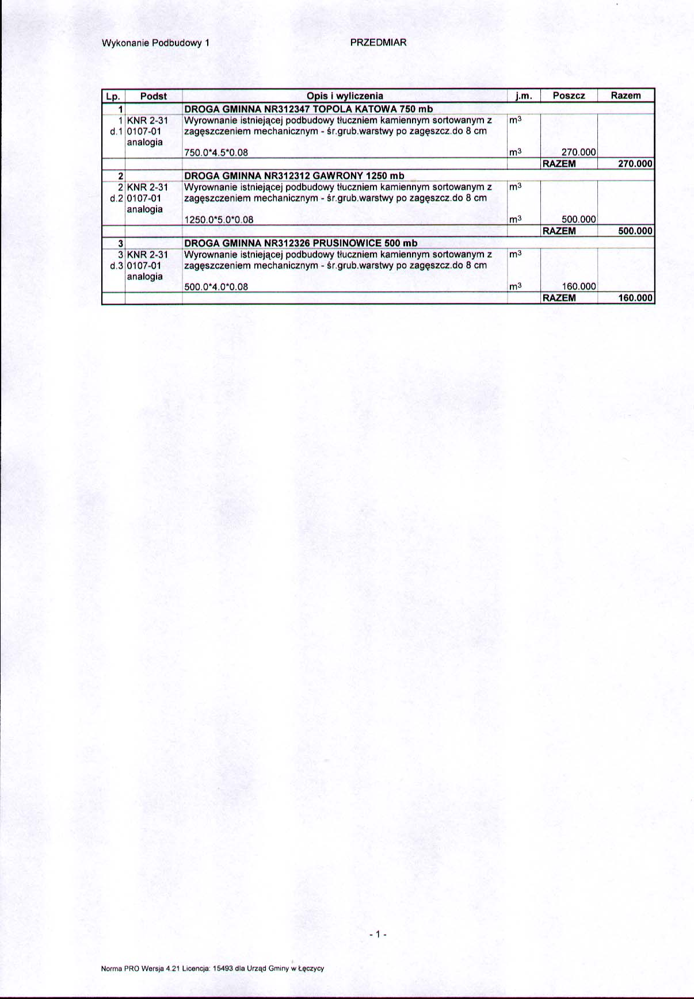 Wykonanie Podbudowy 1 PRZEDMIAR
Lp. Podst Opis i wyliczenia j.m. Poszcz Razem
1 DROGA GMINNA NR312347 TOPOLA KATOWA 750 mb
1 KNR 2-31 Wyrownanie istniejącej podbudowy tłuczniem kamiennym sortowanym z m3
d.1 0107-01 zagęszczeniem mechanicznym - śr.grub.warstwy po zagęszcz.do 8 cm
analogia
750.0*4.5*0.08 m3 270.000
RAZEM 270.000
2 DROGA GMINNA NR312312 GAWRONY 1250 mb
2 KNR 2-31 Wyrownanie istniejącej podbudowy tłuczniem kamiennym sortowanym z m3
d.2 0107-01 zagęszczeniem mechanicznym - śr.grub.warstwy po zagęszcz.do 8 cm
analogia
1250.0*5.0*0.08 m3 500.000
RAZEM 500.000
3 DROGA GMINNA NR312326 PRUSINOWICE 500 mb
3 KNR 2-31 Wyrownanie istniejącej podbudowy tłuczniem kamiennym sortowanym z m3
d.3 0107-01 zagęszczeniem mechanicznym - śr.grub.warstwy po zagęszcz.do 8 cm
analogia
500.0*4.0*0.08 m3 160.000
RAZEM 160.000
- 1 -
Norma PRO Wersja 4.21 Licencja: 15493 dla Urząd Gminy w Łęczycy